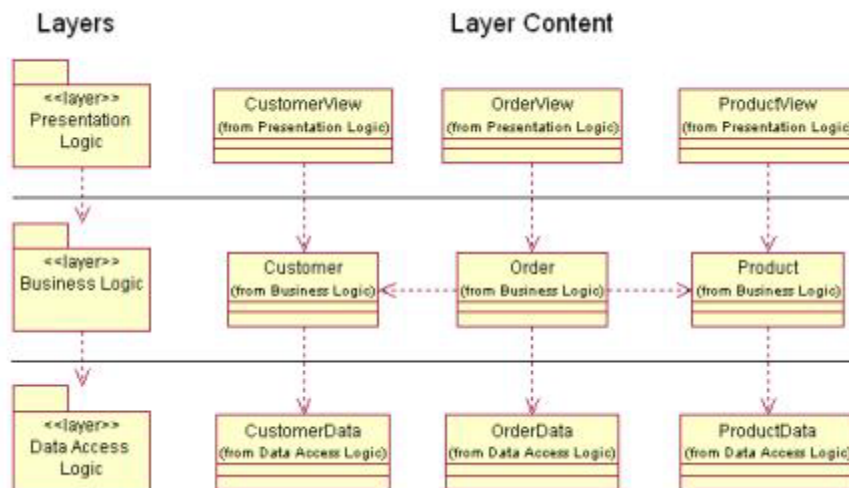 Layers
Layer Content
<<layer>>
Presentation
Logic
CustomerView
(from Presentation Logic)
OrderView
(from Presentation Logic)
ProductView
(from Presentation Logic)
<<layer>>
Business Logic
Customer
(from Business Logic)
Order
(from Business Logic)
Product
(from Business Logic)
<<layer>>
Data Access
Logic
CustomerData
(from Data Access Logic)
OrderData
(from Data Access Logic)
ProductData
(from Data Access Logic)